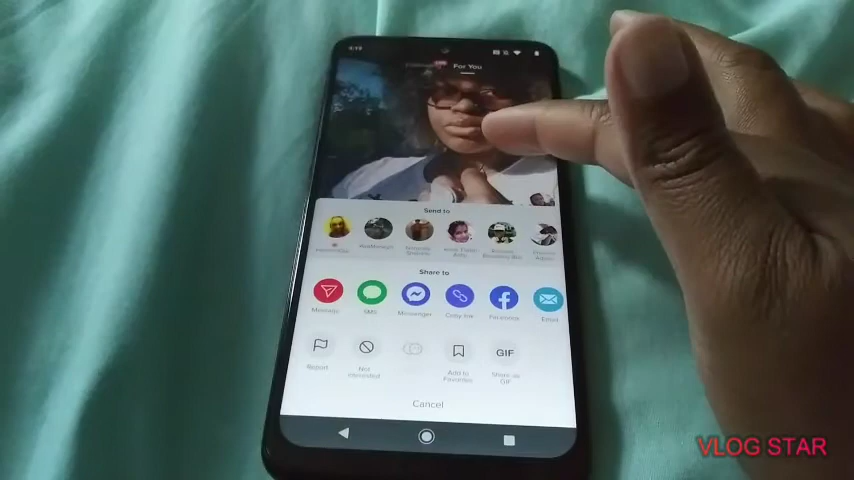 For You
Send to
Share to
Message
SMS
Messenger
Copy link
Facebook
Email
Report
Not interested
Add to Favorites
GIF
Share as GIF
Cancel
VLOG STAR